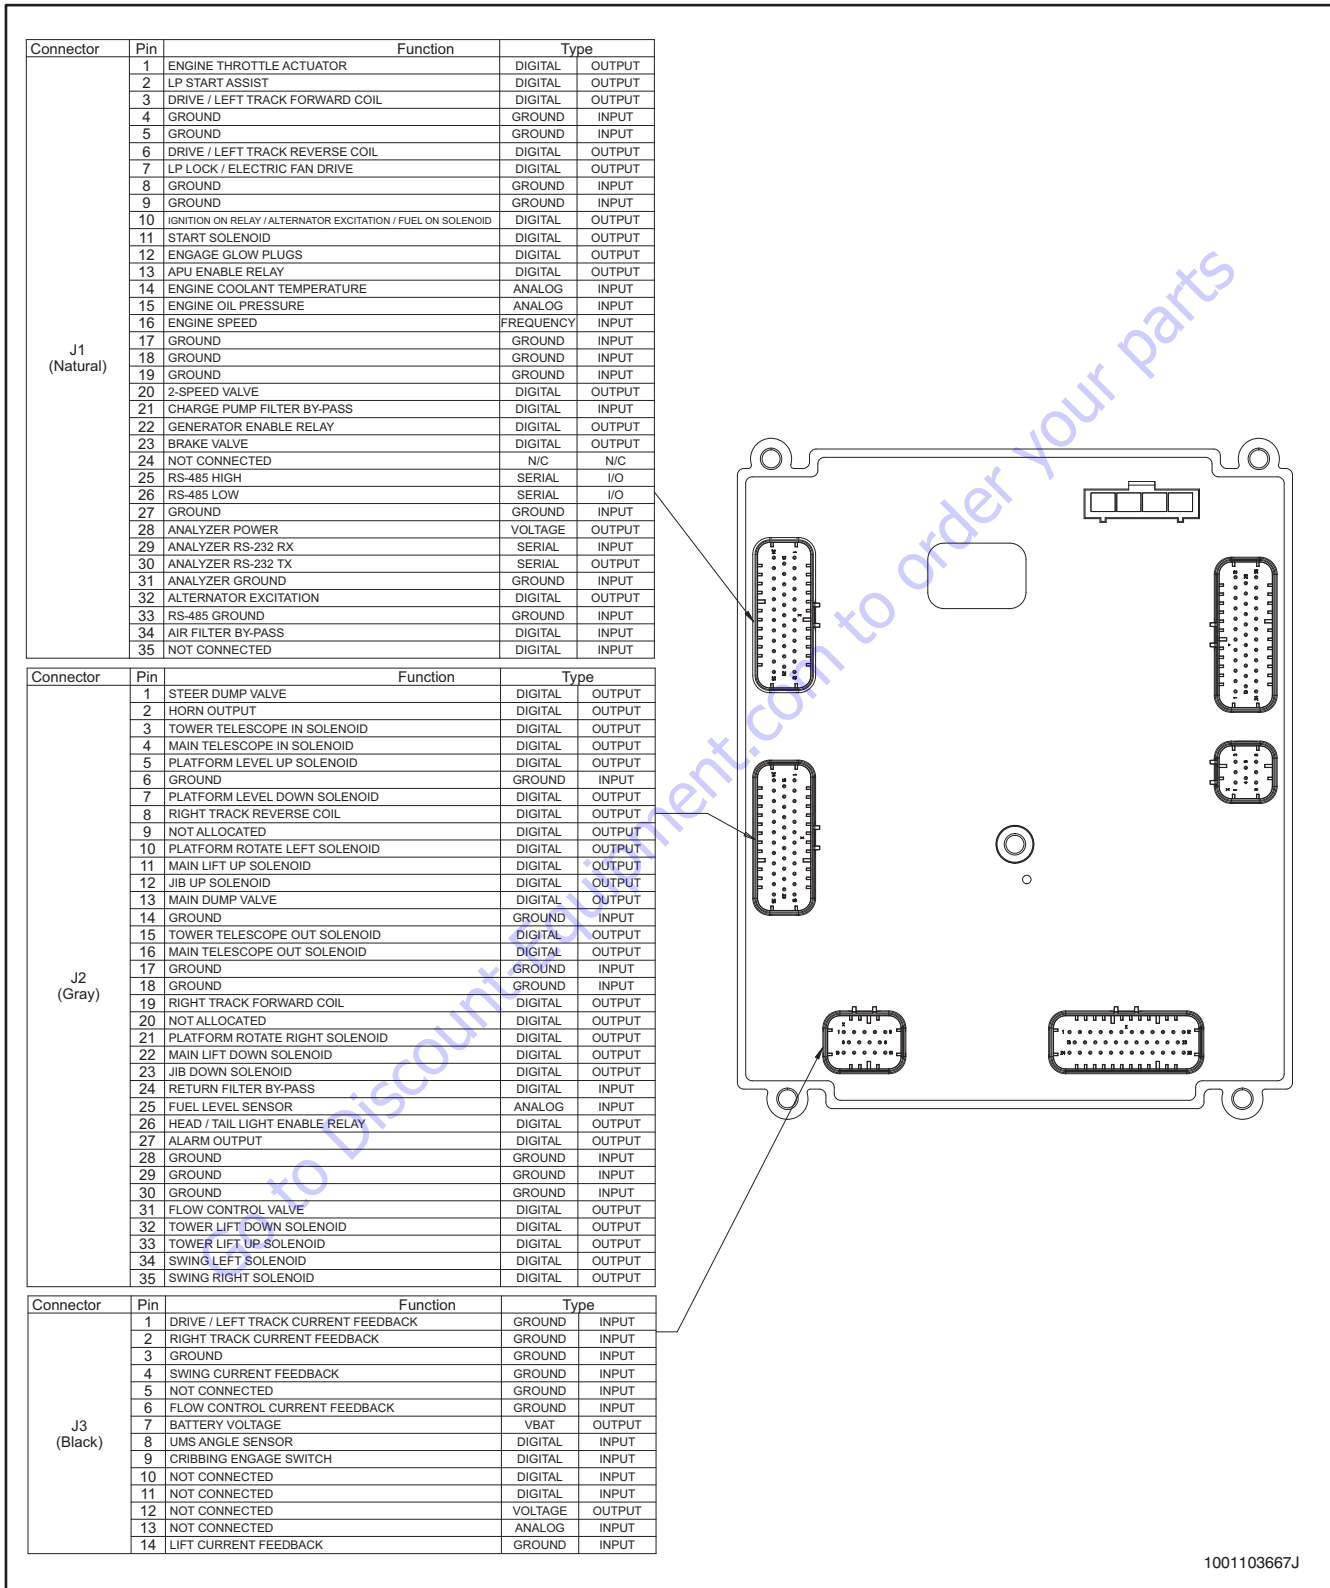 Connector Pin Function Type
J1
(Natural)
1 ENGINE THROTTLE ACTUATOR DIGITAL OUTPUT
2 LP START ASSIST DIGITAL OUTPUT
3 DRIVE / LEFT TRACK FORWARD COIL DIGITAL OUTPUT
4 GROUND GROUND INPUT
5 GROUND GROUND INPUT
6 DRIVE / LEFT TRACK REVERSE COIL DIGITAL OUTPUT
7 LP LOCK / ELECTRIC FAN DRIVE DIGITAL OUTPUT
8 GROUND GROUND INPUT
9 GROUND GROUND INPUT
10 IGNITION ON RELAY / ALTERNATOR EXCITATION / FUEL ON SOLENOID DIGITAL OUTPUT
11 START SOLENOID DIGITAL OUTPUT
12 ENGAGE GLOW PLUGS DIGITAL OUTPUT
13 APU ENABLE RELAY DIGITAL OUTPUT
14 ENGINE COOLANT TEMPERATURE ANALOG INPUT
15 ENGINE OIL PRESSURE ANALOG INPUT
16 ENGINE SPEED FREQUENCY INPUT
17 GROUND GROUND INPUT
18 GROUND GROUND INPUT
19 GROUND GROUND INPUT
20 2-SPEED VALVE DIGITAL OUTPUT
21 CHARGE PUMP FILTER BY-PASS DIGITAL INPUT
22 GENERATOR ENABLE RELAY DIGITAL OUTPUT
23 BRAKE VALVE DIGITAL OUTPUT
24 NOT CONNECTED N/C N/C
25 RS-485 HIGH SERIAL I/O
26 RS-485 LOW SERIAL I/O
27 GROUND GROUND INPUT
28 ANALYZER POWER VOLTAGE OUTPUT
29 ANALYZER RS-232 RX SERIAL INPUT
30 ANALYZER RS-232 TX SERIAL OUTPUT
31 ANALYZER GROUND GROUND INPUT
32 ALTERNATOR EXCITATION DIGITAL OUTPUT
33 RS-485 GROUND GROUND INPUT
34 AIR FILTER BY-PASS DIGITAL INPUT
35 NOT CONNECTED DIGITAL INPUT
Connector Pin Function Type
J2
(Gray)
1 STEER DUMP VALVE DIGITAL OUTPUT
2 HORN OUTPUT DIGITAL OUTPUT
3 TOWER TELESCOPE IN SOLENOID DIGITAL OUTPUT
4 MAIN TELESCOPE IN SOLENOID DIGITAL OUTPUT
5 PLATFORM LEVEL UP SOLENOID DIGITAL OUTPUT
6 GROUND GROUND INPUT
7 PLATFORM LEVEL DOWN SOLENOID DIGITAL OUTPUT
8 RIGHT TRACK REVERSE COIL DIGITAL OUTPUT
9 NOT ALLOCATED DIGITAL OUTPUT
10 PLATFORM ROTATE LEFT SOLENOID DIGITAL OUTPUT
11 MAIN LIFT UP SOLENOID DIGITAL OUTPUT
12 JIB UP SOLENOID DIGITAL OUTPUT
13 MAIN DUMP VALVE DIGITAL OUTPUT
14 GROUND GROUND INPUT
15 TOWER TELESCOPE OUT SOLENOID DIGITAL OUTPUT
16 MAIN TELESCOPE OUT SOLENOID DIGITAL OUTPUT
17 GROUND GROUND INPUT
18 GROUND GROUND INPUT
19 RIGHT TRACK FORWARD COIL DIGITAL OUTPUT
20 NOT ALLOCATED DIGITAL OUTPUT
21 PLATFORM ROTATE RIGHT SOLENOID DIGITAL OUTPUT
22 MAIN LIFT DOWN SOLENOID DIGITAL OUTPUT
23 JIB DOWN SOLENOID DIGITAL OUTPUT
24 RETURN FILTER BY-PASS DIGITAL INPUT
25 FUEL LEVEL SENSOR ANALOG INPUT
26 HEAD / TAIL LIGHT ENABLE RELAY DIGITAL OUTPUT
27 ALARM OUTPUT DIGITAL OUTPUT
28 GROUND GROUND INPUT
29 GROUND GROUND INPUT
30 GROUND GROUND INPUT
31 FLOW CONTROL VALVE DIGITAL OUTPUT
32 TOWER LIFT DOWN SOLENOID DIGITAL OUTPUT
33 TOWER LIFT UP SOLENOID DIGITAL OUTPUT
34 SWING LEFT SOLENOID DIGITAL OUTPUT
35 SWING RIGHT SOLENOID DIGITAL OUTPUT
Connector Pin Function Type
J3
(Black)
1 DRIVE / LEFT TRACK CURRENT FEEDBACK GROUND INPUT
2 RIGHT TRACK CURRENT FEEDBACK GROUND INPUT
3 GROUND GROUND INPUT
4 SWING CURRENT FEEDBACK GROUND INPUT
5 NOT CONNECTED GROUND INPUT
6 FLOW CONTROL CURRENT FEEDBACK GROUND INPUT
7 BATTERY VOLTAGE VBAT OUTPUT
8 UMS ANGLE SENSOR DIGITAL INPUT
9 CRIBBING ENGAGE SWITCH DIGITAL INPUT
10 NOT CONNECTED DIGITAL INPUT
11 NOT CONNECTED DIGITAL INPUT
12 NOT CONNECTED VOLTAGE OUTPUT
13 NOT CONNECTED ANALOG INPUT
14 LIFT CURRENT FEEDBACK GROUND INPUT
Go to Discount-Equipment.com to order your parts
1001103667J